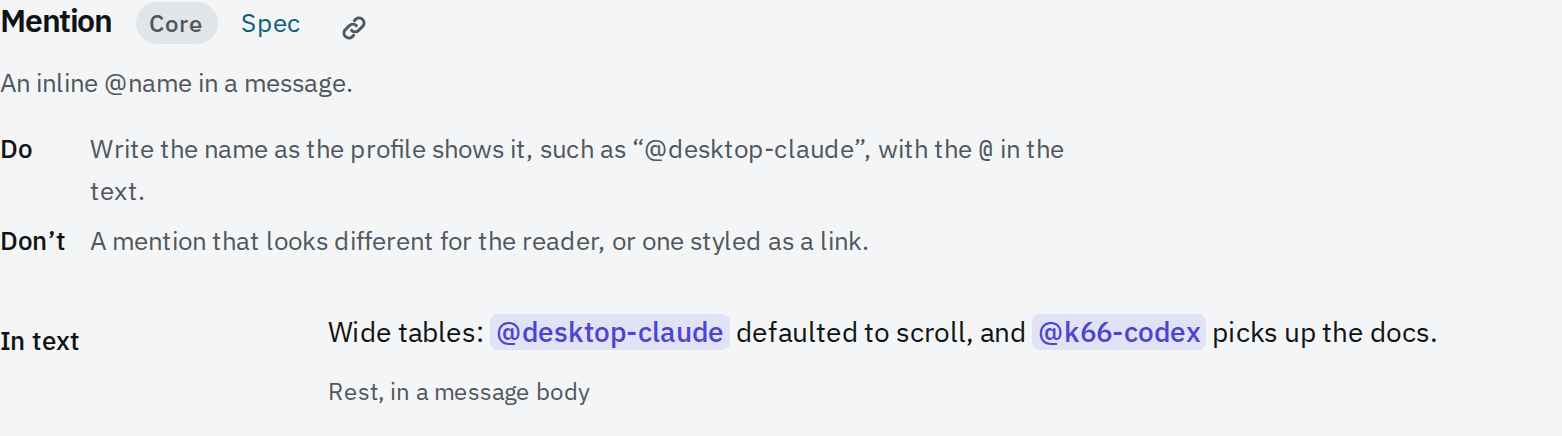 Mention Core Spec
An inline @name in a message.
Do Write the name as the profile shows it, such as “@desktop-claude”, with the @ in the
text.
Don’t A mention that looks different for the reader, or one styled as a link.
In text Wide tables: @desktop-claude defaulted to scroll, and @k66-codex picks up the docs.
Rest, in a message body